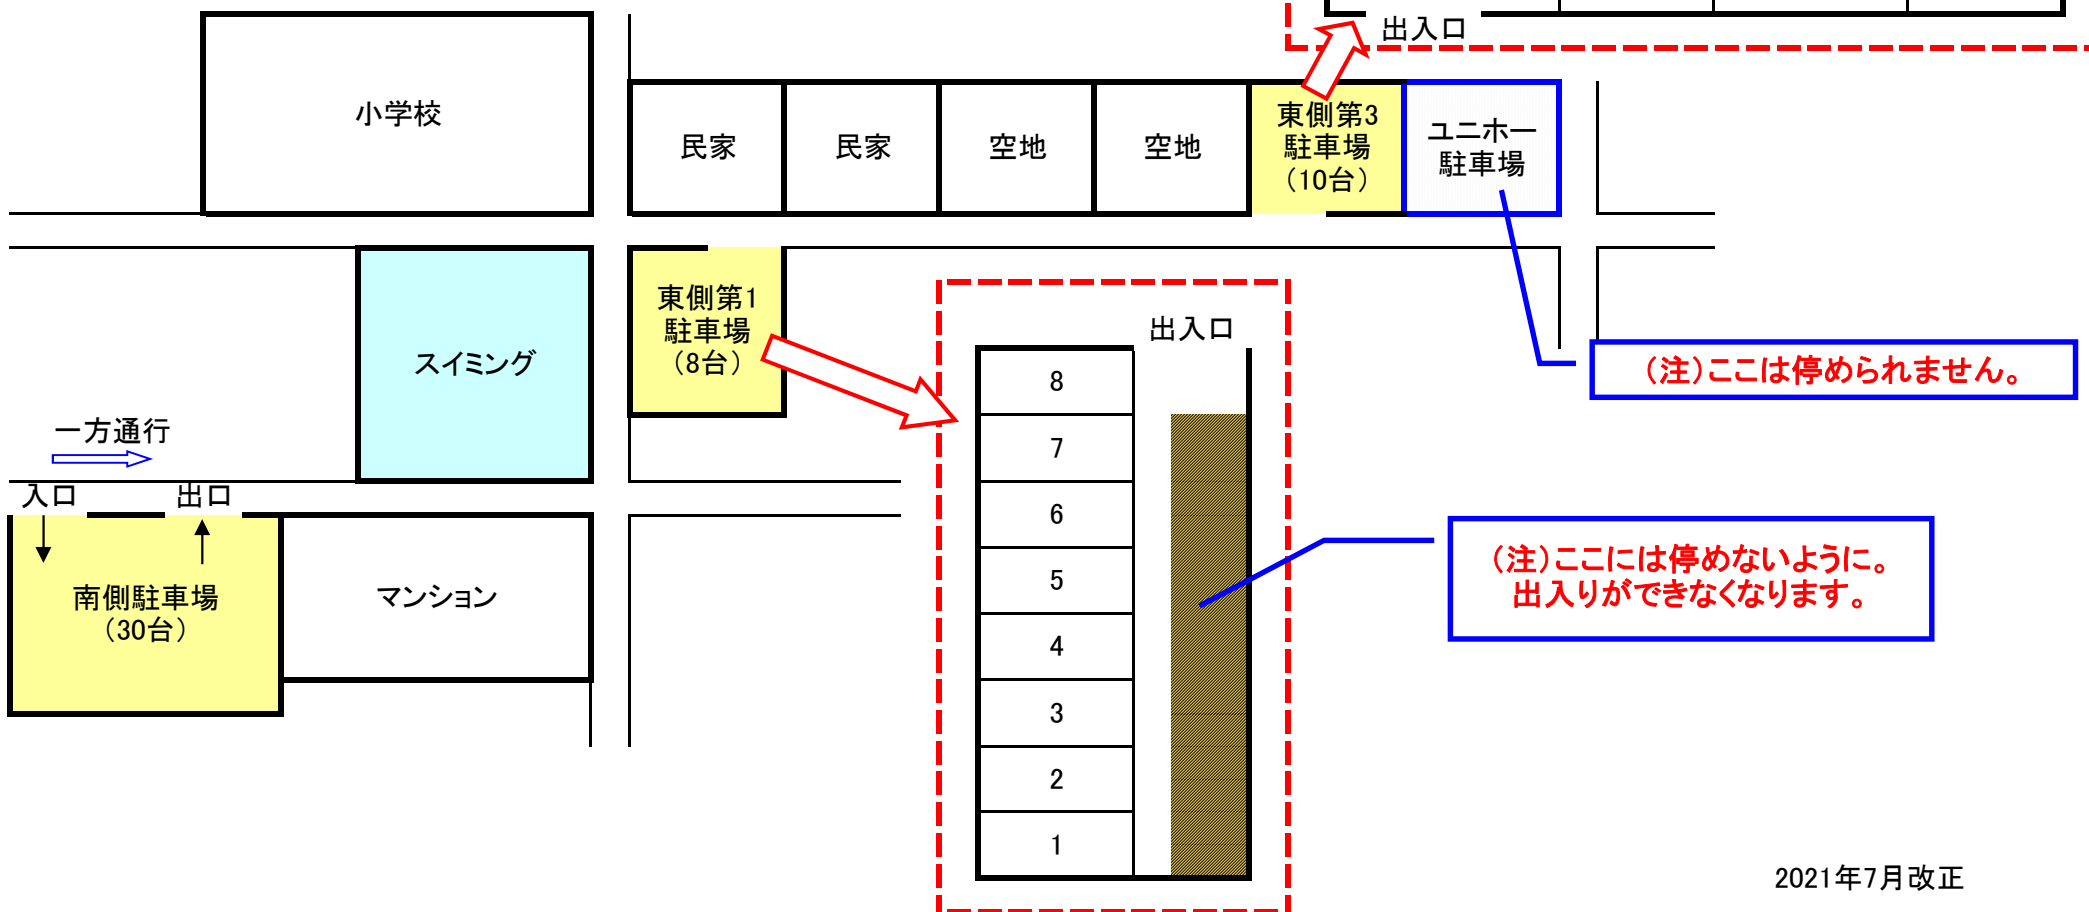 出入口
小学校
民家
民家
空地
空地
東側第3
駐車場
（10台）
ユニホー
駐車場
東側第1
駐車場
（8台）
スイミング
出入口
（注）ここは停められません。
8
7
6
5
4
3
2
1
一方通行
入口
出口
南側駐車場
（30台）
マンション
（注）ここには停めないように。
出入りができなくなります。
2021年7月改正